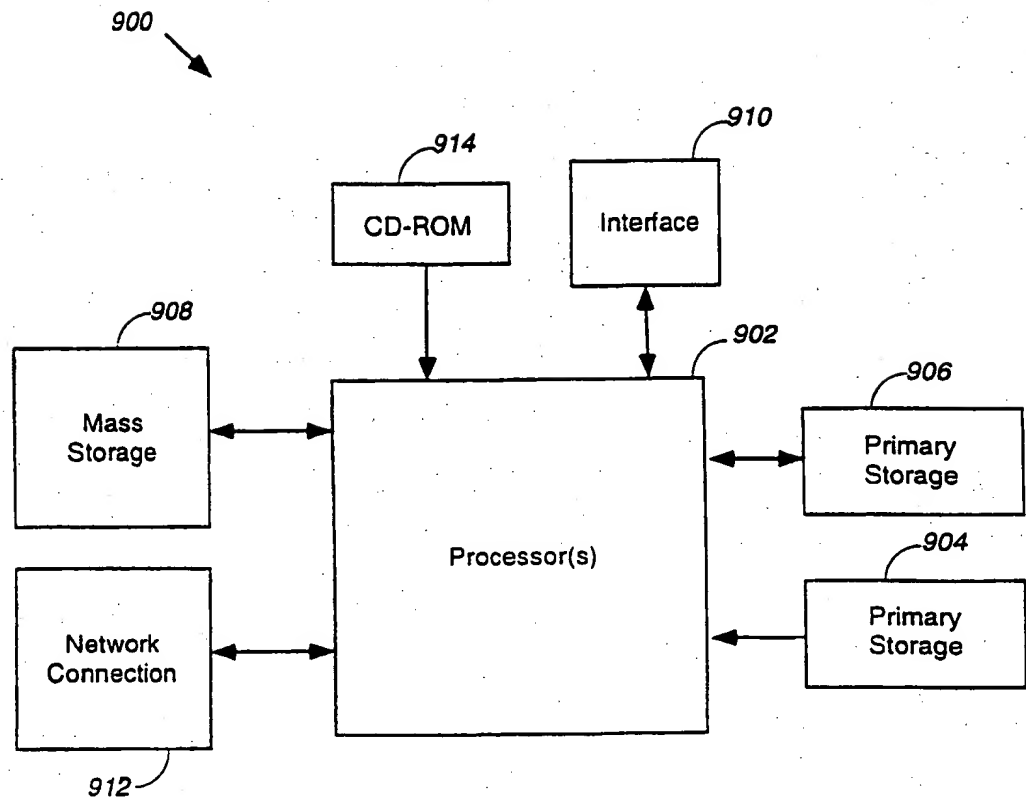 900
914
CD-ROM
910
Interface
908
Mass
Storage
902
Processor(s)
906
Primary
Storage
904
Primary
Storage
Network
Connection
912